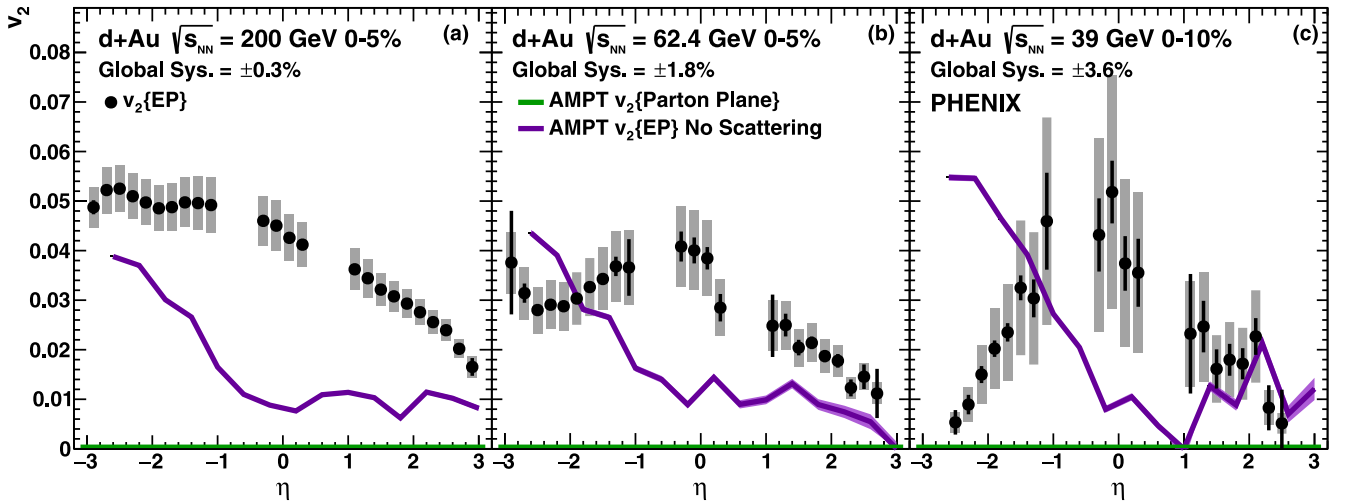 v2
0.08
0.07
0.06
0.05
0.04
0.03
0.02
0.01
0
d+Au √sNN = 200 GeV 0-5% (a)
Global Sys. = ±0.3%
v2{EP}
−3 −2 −1 0 1 2 3
η
d+Au √sNN = 62.4 GeV 0-5% (b)
Global Sys. = ±1.8%
AMPT v2{Parton Plane}
AMPT v2{EP} No Scattering
−3 −2 −1 0 1 2 3
η
d+Au √sNN = 39 GeV 0-10% (c)
Global Sys. = ±3.6%
PHENIX
−3 −2 −1 0 1 2 3
η